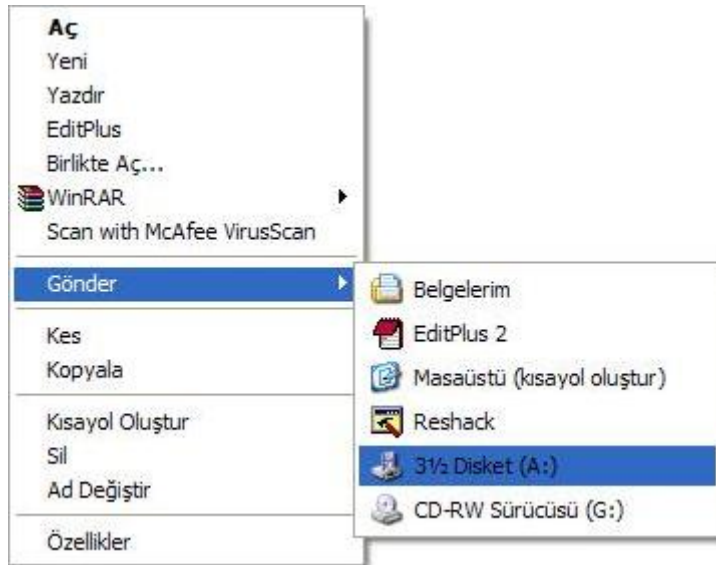 Aç
Yeni
Yazdır
EditPlus
Birlikte Aç...
WinRAR
Scan with McAfee VirusScan
Gönder
Kes
Kopyala
Kısayol Oluştur
Sil
Ad Değiştir
Özellikler
Belgelerim
EditPlus 2
Masaüstü (kısayol oluştur)
Reshack
3½ Disket (A:)
CD-RW Sürücüsü (G:)